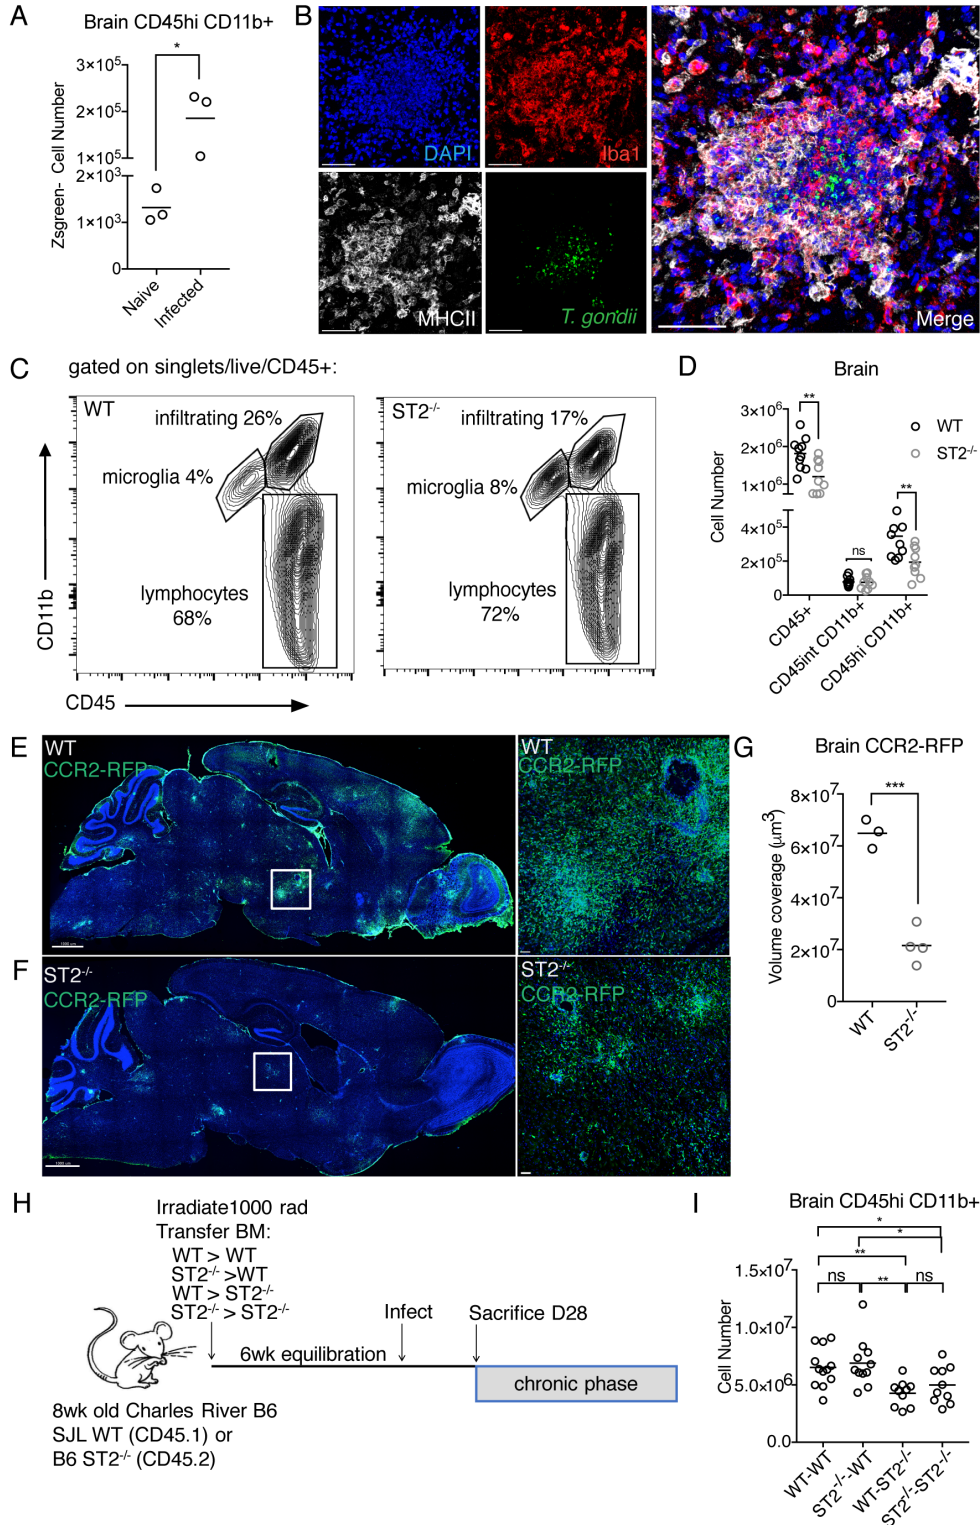 A
Brain CD45hi CD11b+
*
3×10⁵
2×10⁵
1×10⁵
2×10³
1×10³
0
Zsgreen- Cell Number
Naive
Infected
B
DAPI
Iba1
MHCII
T. gondii
Merge
C
gated on singlets/live/CD45+:
WT
infiltrating 26%
microglia 4%
lymphocytes
68%
ST2⁻/⁻
infiltrating 17%
microglia 8%
lymphocytes
72%
CD11b
CD45
D
Brain
**
WT
ST2⁻/⁻
3×10⁶
2×10⁶
1×10⁶
4×10⁵
2×10⁵
0
Cell Number
ns
**
CD45+
CD45int CD11b+
CD45hi CD11b+
E
WT
CCR2-RFP
WT
CCR2-RFP
F
ST2⁻/⁻
CCR2-RFP
ST2⁻/⁻
CCR2-RFP
G
Brain CCR2-RFP
***
8×10⁷
6×10⁷
4×10⁷
2×10⁷
0
Volume coverage (μm³)
WT
ST2⁻/⁻
H
Irradiate1000 rad
Transfer BM:
WT > WT
ST2⁻/⁻ >WT
WT > ST2⁻/⁻
ST2⁻/⁻ > ST2⁻/⁻
6wk equilibration
Infect
Sacrifice D28
chronic phase
8wk old Charles River B6
SJL WT (CD45.1) or
B6 ST2⁻/⁻ (CD45.2)
I
Brain CD45hi CD11b+
*
*
**
ns
**
ns
1.5×10⁷
1.0×10⁷
5.0×10⁶
0.0
Cell Number
WT-WT
ST2⁻/⁻-WT
WT-ST2⁻/⁻
ST2⁻/⁻-ST2⁻/⁻